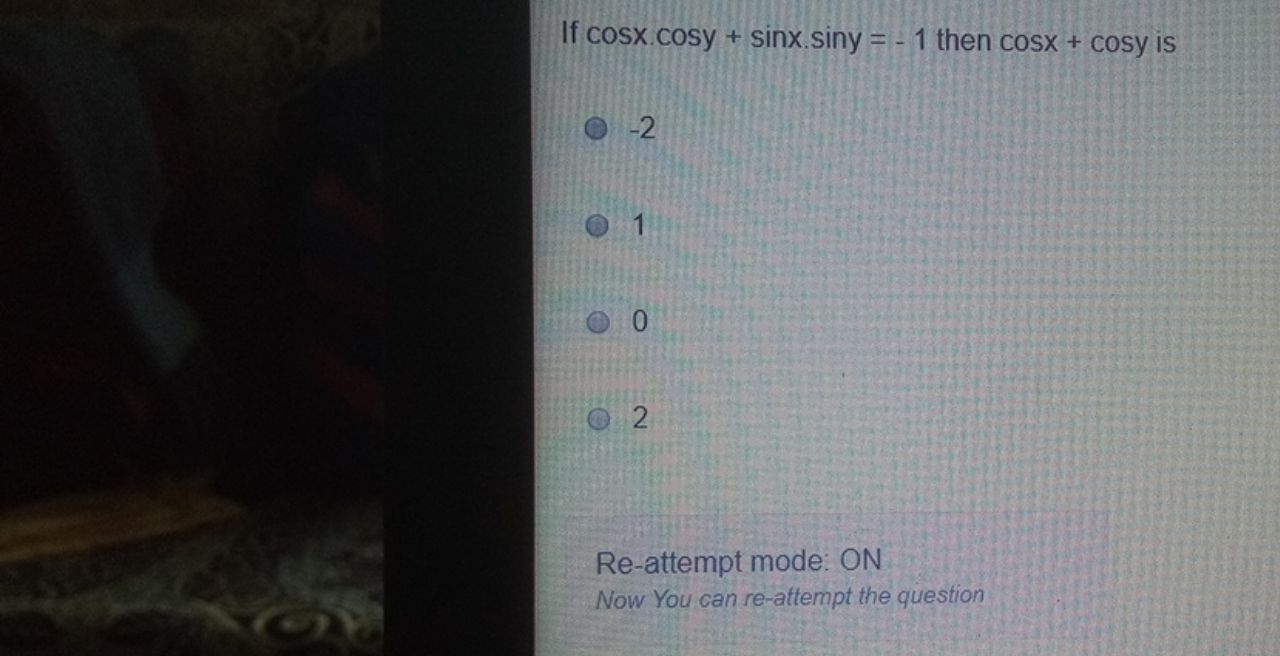 If cosx.cosy + sinx.siny = - 1 then cosx + cosy is
-2
1
0
2
Re-attempt mode: ON
Now You can re-attempt the question